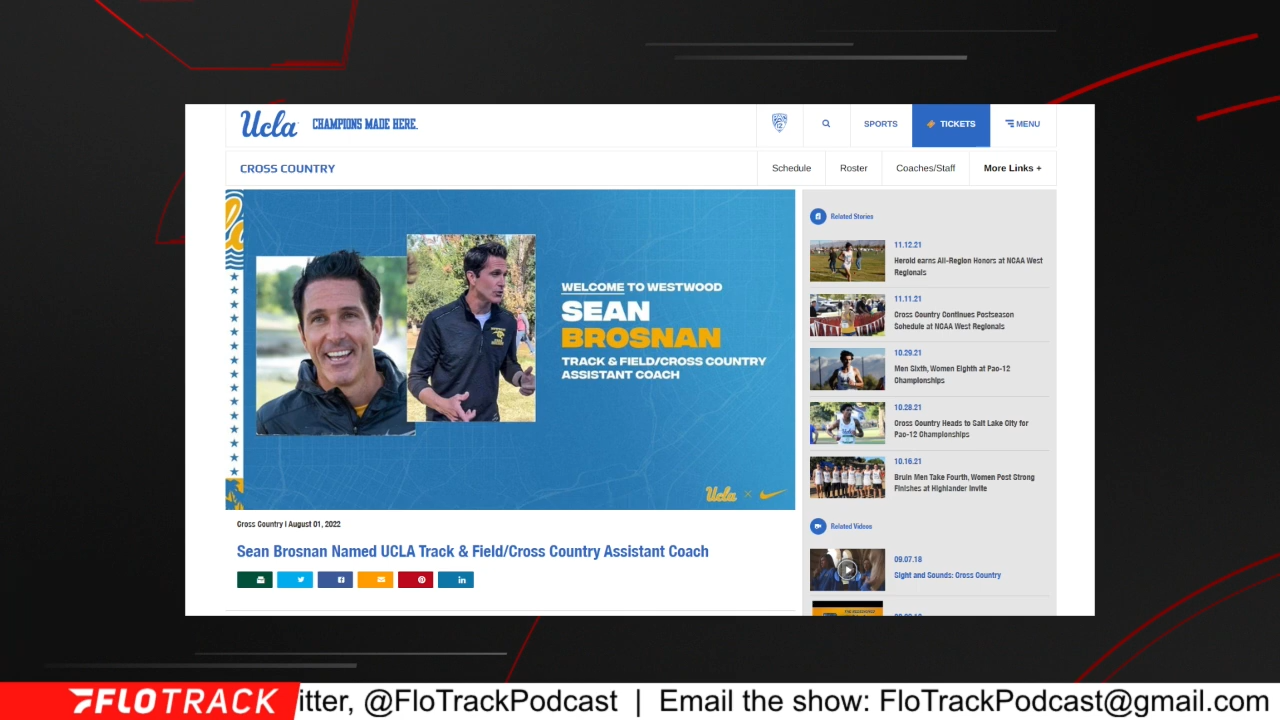 Ucla CHAMPIONS MADE HERE.
SPORTS
TICKETS
MENU
CROSS COUNTRY
Schedule
Roster
Coaches/Staff
More Links +
WELCOME TO WESTWOOD
SEAN
BROSNAN
TRACK & FIELD/CROSS COUNTRY
ASSISTANT COACH
Ucla
Cross Country | August 01, 2022
Sean Brosnan Named UCLA Track & Field/Cross Country Assistant Coach
Related Stories
11.12.21
Herold earns All-Region Honors at NCAA West
Regionals
11.11.21
Cross Country Continues Postseason
Schedule at NCAA West Regionals
10.29.21
Men Sixth, Women Eighth at Pac-12
Championships
10.28.21
Cross Country Heads to Salt Lake City for
Pac-12 Championships
10.16.21
Bruin Men Take Fourth, Women Post Strong
Finishes at Highlander Invite
Related Videos
09.07.18
Sight and Sounds: Cross Country
FLOTRACK
itter, @FloTrackPodcast | Email the show: FloTrackPodcast@gmail.com